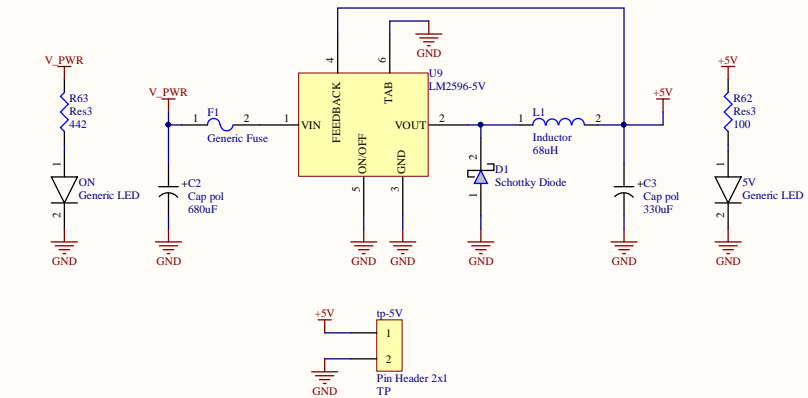 V_PWR
R63
Res3
442
1
ON
Generic LED
2
GND
V_PWR
F1
1
2
Generic Fuse
+C2
Cap pol
680uF
GND
4
6
GND
U9
LM2596-5V
FEEDBACK
TAB
1
VIN
VOUT
2
ON/OFF
GND
5
3
GND
GND
L1
1
2
Inductor
68uH
2
D1
Schottky Diode
1
GND
+5V
+C3
Cap pol
330uF
GND
+5V
R62
Res3
100
1
5V
Generic LED
2
GND
+5V
tp-5V
1
2
GND
Pin Header 2x1
TP